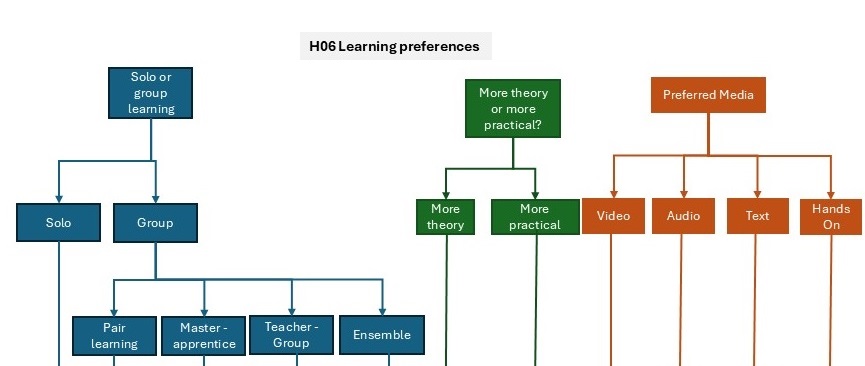 H06 Learning preferences
Solo or
group
learning
More theory
or more
practical?
Preferred Media
Solo
Group
More
theory
More
practical
Video
Audio
Text
Hands
On
Pair
learning
Master -
apprentice
Teacher -
Group
Ensemble